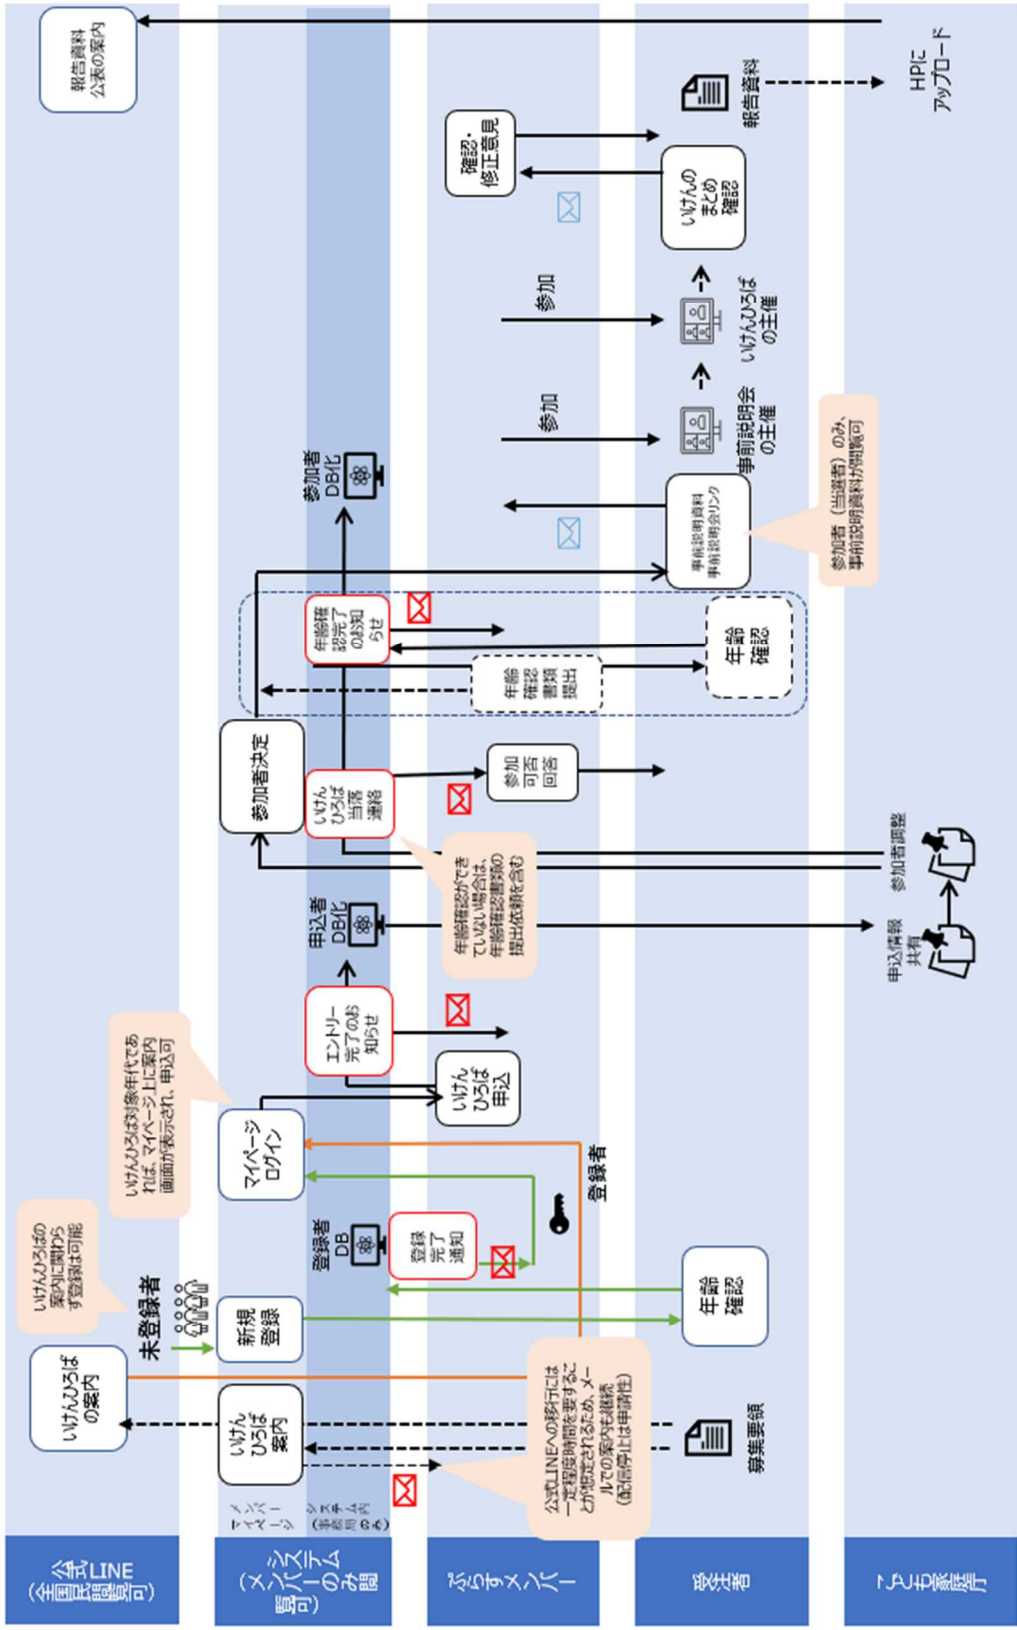 公式LINE
(全国民閲覧可)
システム
(メンバーのみ閲
覧可)
ぷらすメンバー
受注者
こども家庭庁
メンバー
マイページ
システム内
(事務局のみ)
いけんひろば
の案内
いけんひろばの
案内に関わら
ず登録は可能
いけんひろば対象年代であ
れば、マイページ上に案内
画面が表示され、申込可
報告資料
公表の案内
いけん
ひろば
案内
未登録者
新規
登録
マイページ
ログイン
参加者決定
登録者
DB
エントリー
完了のお
知らせ
申込者
DB化
いけん
ひろば
当落
連絡
年齢確
認完了
のお知
らせ
参加者
DB化
登録
完了
通知
いけん
ひろば
申込
年齢確認ができ
ていない場合は、
年齢確認書類の
提出依頼を含む
参加
可否
回答
年齢
確認
書類
提出
参加
参加
確認・
修正意見
公式LINEへの移行には
一定程度時間を要するこ
とが想定されるため、メー
ルでの案内も継続
(配信停止は申請性)
登録者
募集要領
年齢
確認
年齢
確認
事前説明資料
事前説明会リンク
事前説明会
の主催
いけんひろば
の主催
いけんの
まとめ
確認
報告資料
参加者(当選者)のみ、
事前説明資料が閲覧可
申込情報
共有
参加者調整
HPに
アップロード